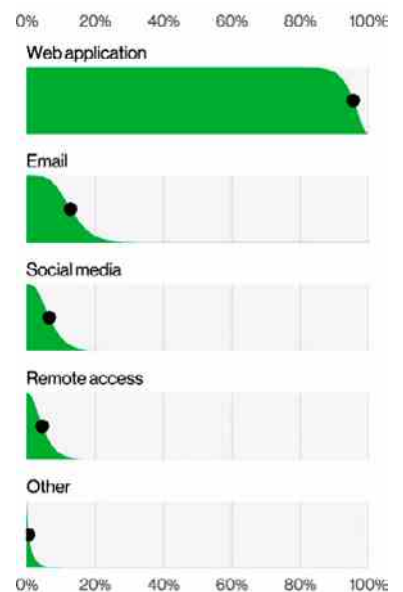 0% 20% 40% 60% 80% 100%
Web application
Email
Social media
Remote access
Other
0% 20% 40% 60% 80% 100%